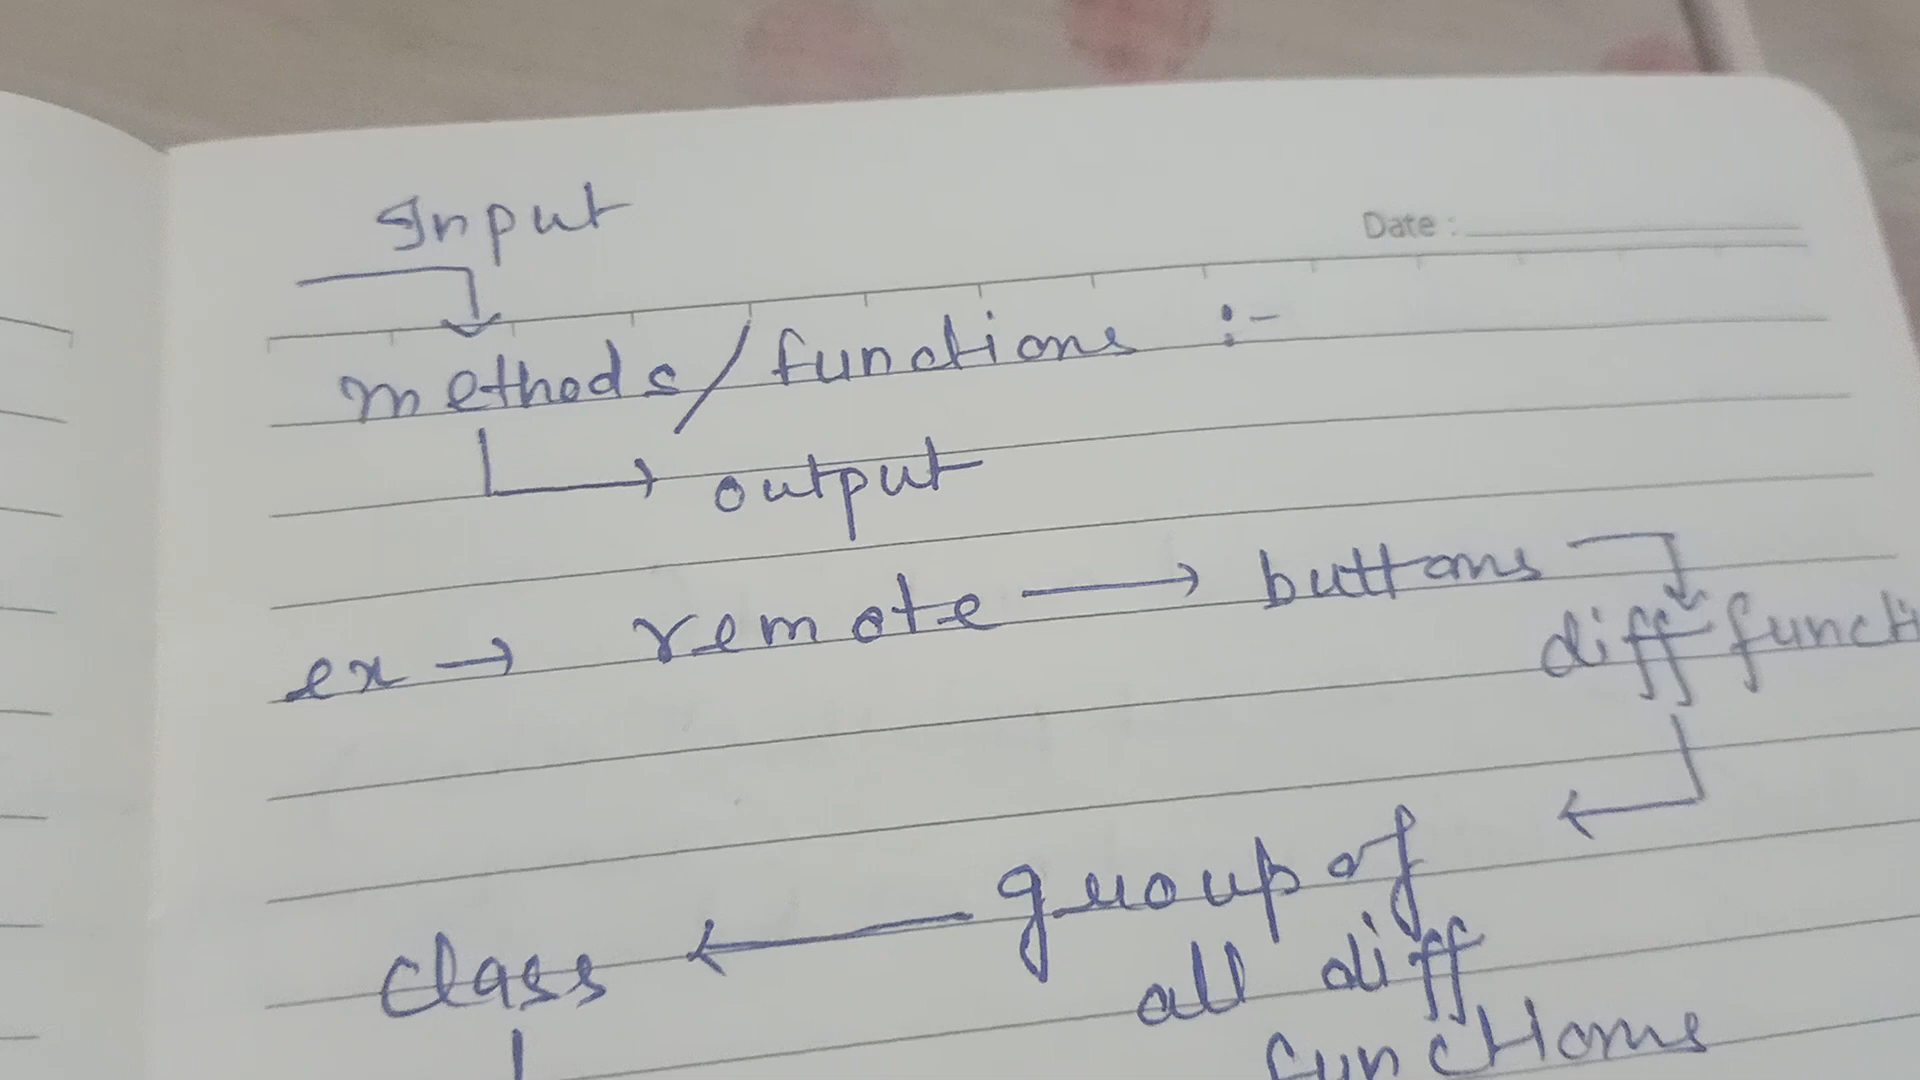 Input
Date :
methods/functions :-
↳ output
ex → remote → buttons
diff functi
group of
class ←
all diff
functions